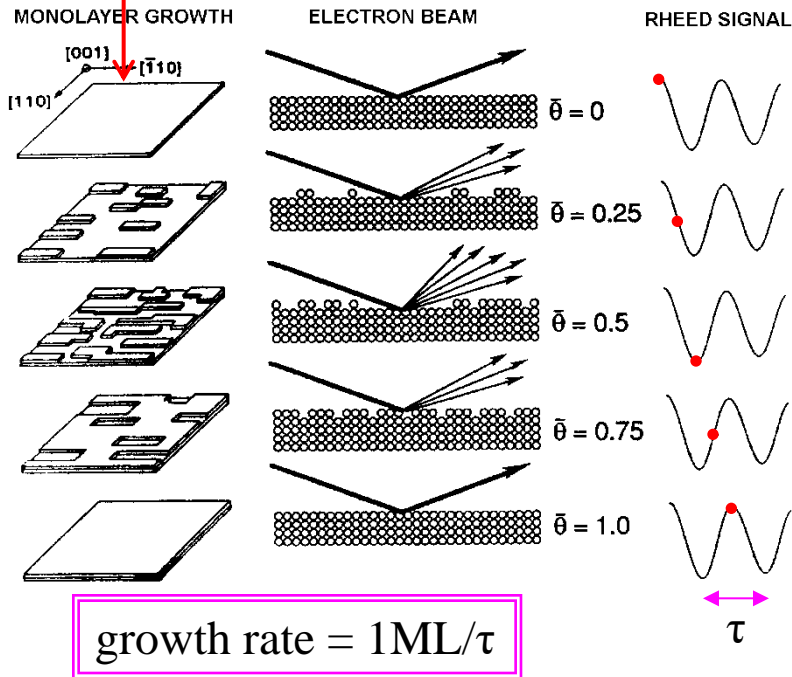 MONOLAYER GROWTH ELECTRON BEAM RHEED SIGNAL
[001]
[1̄10]
[110]
θ̄ = 0
θ̄ = 0.25
θ̄ = 0.5
θ̄ = 0.75
θ̄ = 1.0
growth rate = 1ML/τ
τ